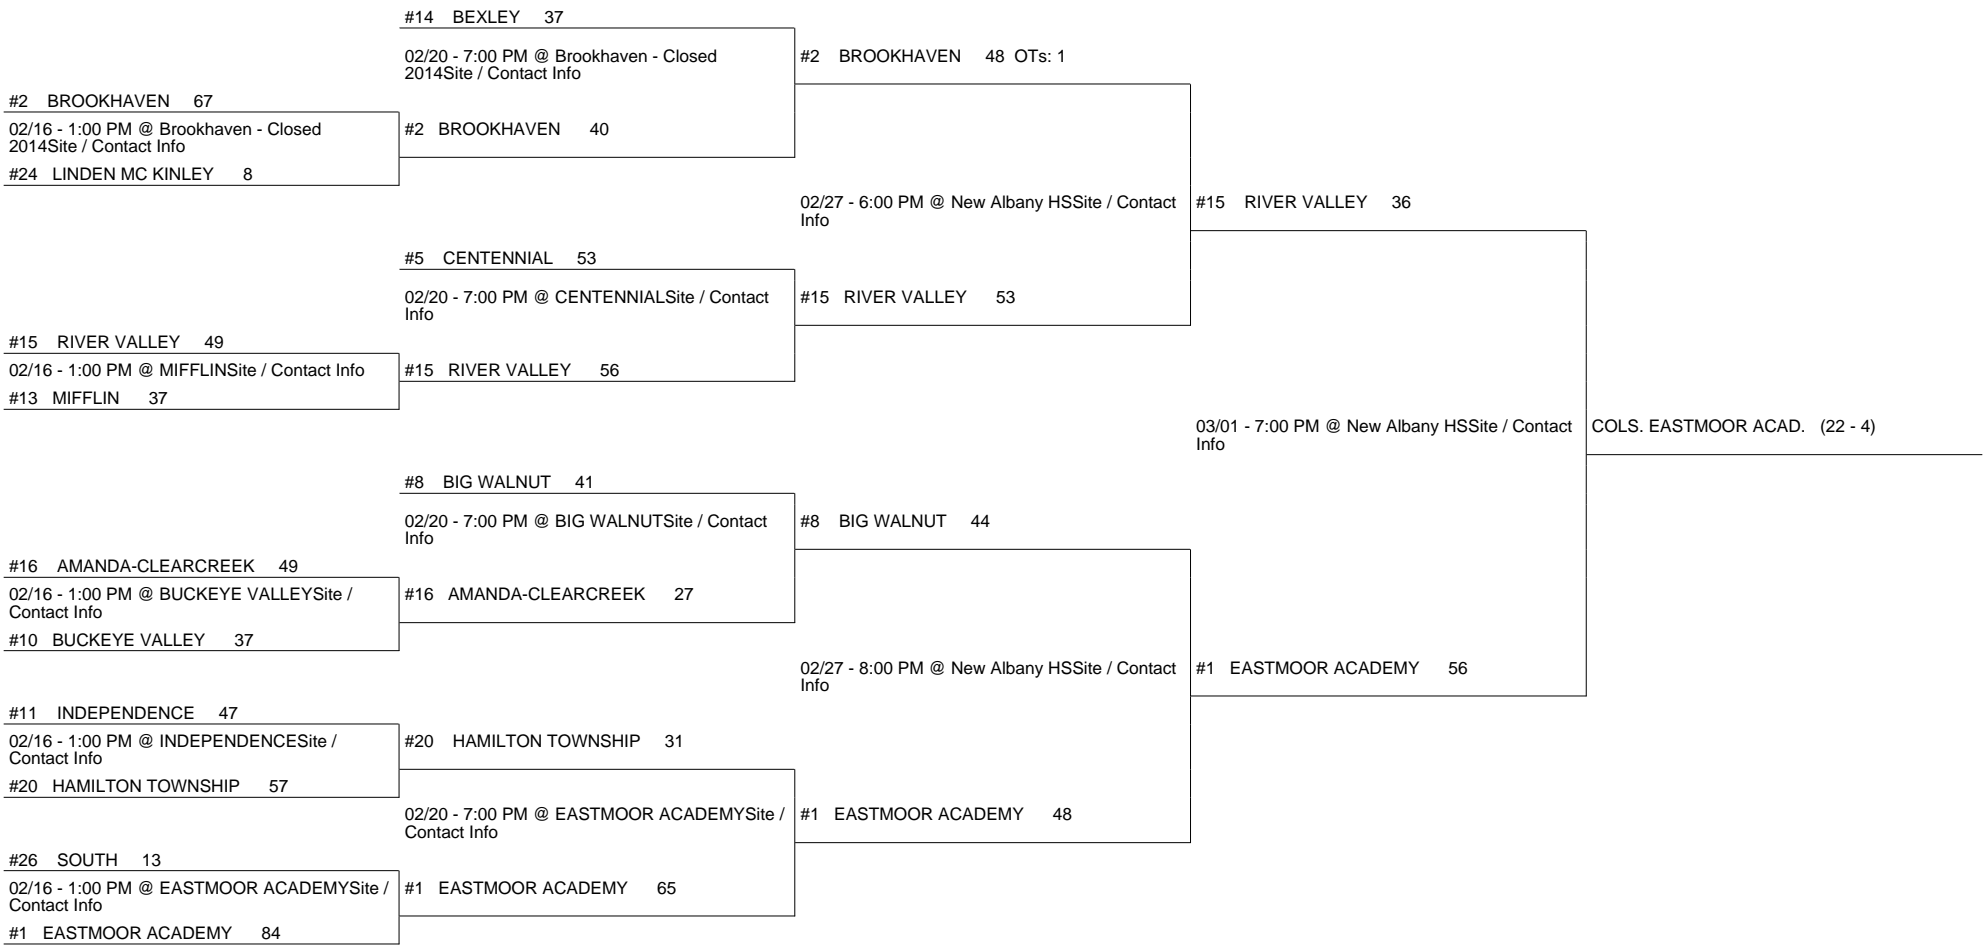 #14 BEXLEY 37
02/20 - 7:00 PM @ Brookhaven - Closed
2014Site / Contact Info
#2 BROOKHAVEN 48 OTs: 1
#2 BROOKHAVEN 67
02/16 - 1:00 PM @ Brookhaven - Closed
2014Site / Contact Info
#2 BROOKHAVEN 40
#24 LINDEN MC KINLEY 8
02/27 - 6:00 PM @ New Albany HSSite / Contact
Info
#15 RIVER VALLEY 36
#5 CENTENNIAL 53
02/20 - 7:00 PM @ CENTENNIALSite / Contact
Info
#15 RIVER VALLEY 53
#15 RIVER VALLEY 49
02/16 - 1:00 PM @ MIFFLINSite / Contact Info
#15 RIVER VALLEY 56
#13 MIFFLIN 37
03/01 - 7:00 PM @ New Albany HSSite / Contact
Info
COLS. EASTMOOR ACAD. (22 - 4)
#8 BIG WALNUT 41
02/20 - 7:00 PM @ BIG WALNUTSite / Contact
Info
#8 BIG WALNUT 44
#16 AMANDA-CLEARCREEK 49
02/16 - 1:00 PM @ BUCKEYE VALLEYSite /
Contact Info
#16 AMANDA-CLEARCREEK 27
#10 BUCKEYE VALLEY 37
02/27 - 8:00 PM @ New Albany HSSite / Contact
Info
#1 EASTMOOR ACADEMY 56
#11 INDEPENDENCE 47
02/16 - 1:00 PM @ INDEPENDENCESite /
Contact Info
#20 HAMILTON TOWNSHIP 31
#20 HAMILTON TOWNSHIP 57
02/20 - 7:00 PM @ EASTMOOR ACADEMYSite /
Contact Info
#1 EASTMOOR ACADEMY 48
#26 SOUTH 13
02/16 - 1:00 PM @ EASTMOOR ACADEMYSite /
Contact Info
#1 EASTMOOR ACADEMY 65
#1 EASTMOOR ACADEMY 84